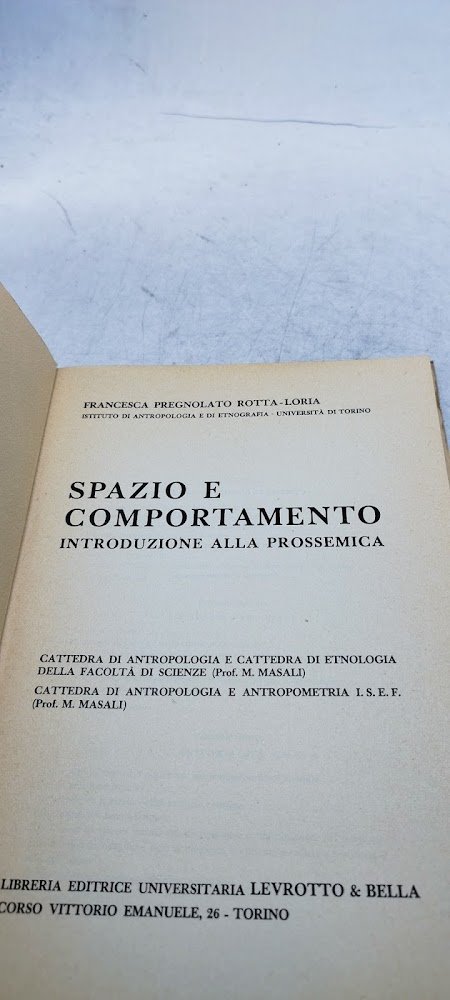 FRANCESCA PREGNOLATO ROTTA-LORIA
ISTITUTO DI ANTROPOLOGIA E DI ETNOGRAFIA - UNIVERSITÀ DI TORINO
SPAZIO E
COMPORTAMENTO
INTRODUZIONE ALLA PROSSEMICA
CATTEDRA DI ANTROPOLOGIA E CATTEDRA DI ETNOLOGIA
DELLA FACOLTÀ DI SCIENZE (Prof. M. MASALI)
CATTEDRA DI ANTROPOLOGIA E ANTROPOMETRIA I. S. E. F.
(Prof. M. MASALI)
LIBRERIA EDITRICE UNIVERSITARIA LEVROTTO & BELLA
CORSO VITTORIO EMANUELE, 26 - TORINO